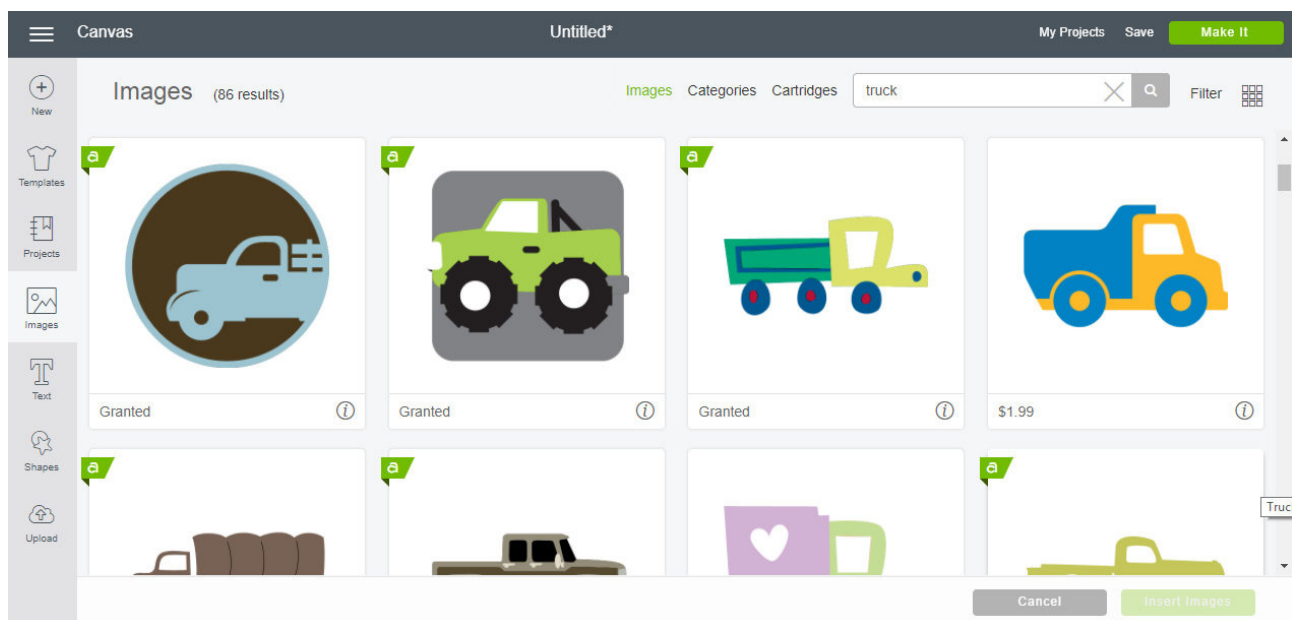 Canvas
Untitled*
My Projects Save Make It
New
Templates
Projects
Images
Text
Shapes
Upload
Images (86 results)
Images Categories Cartridges truck Filter
a a a
Granted Granted Granted $1.99
a a a
Truc
Cancel Insert Images